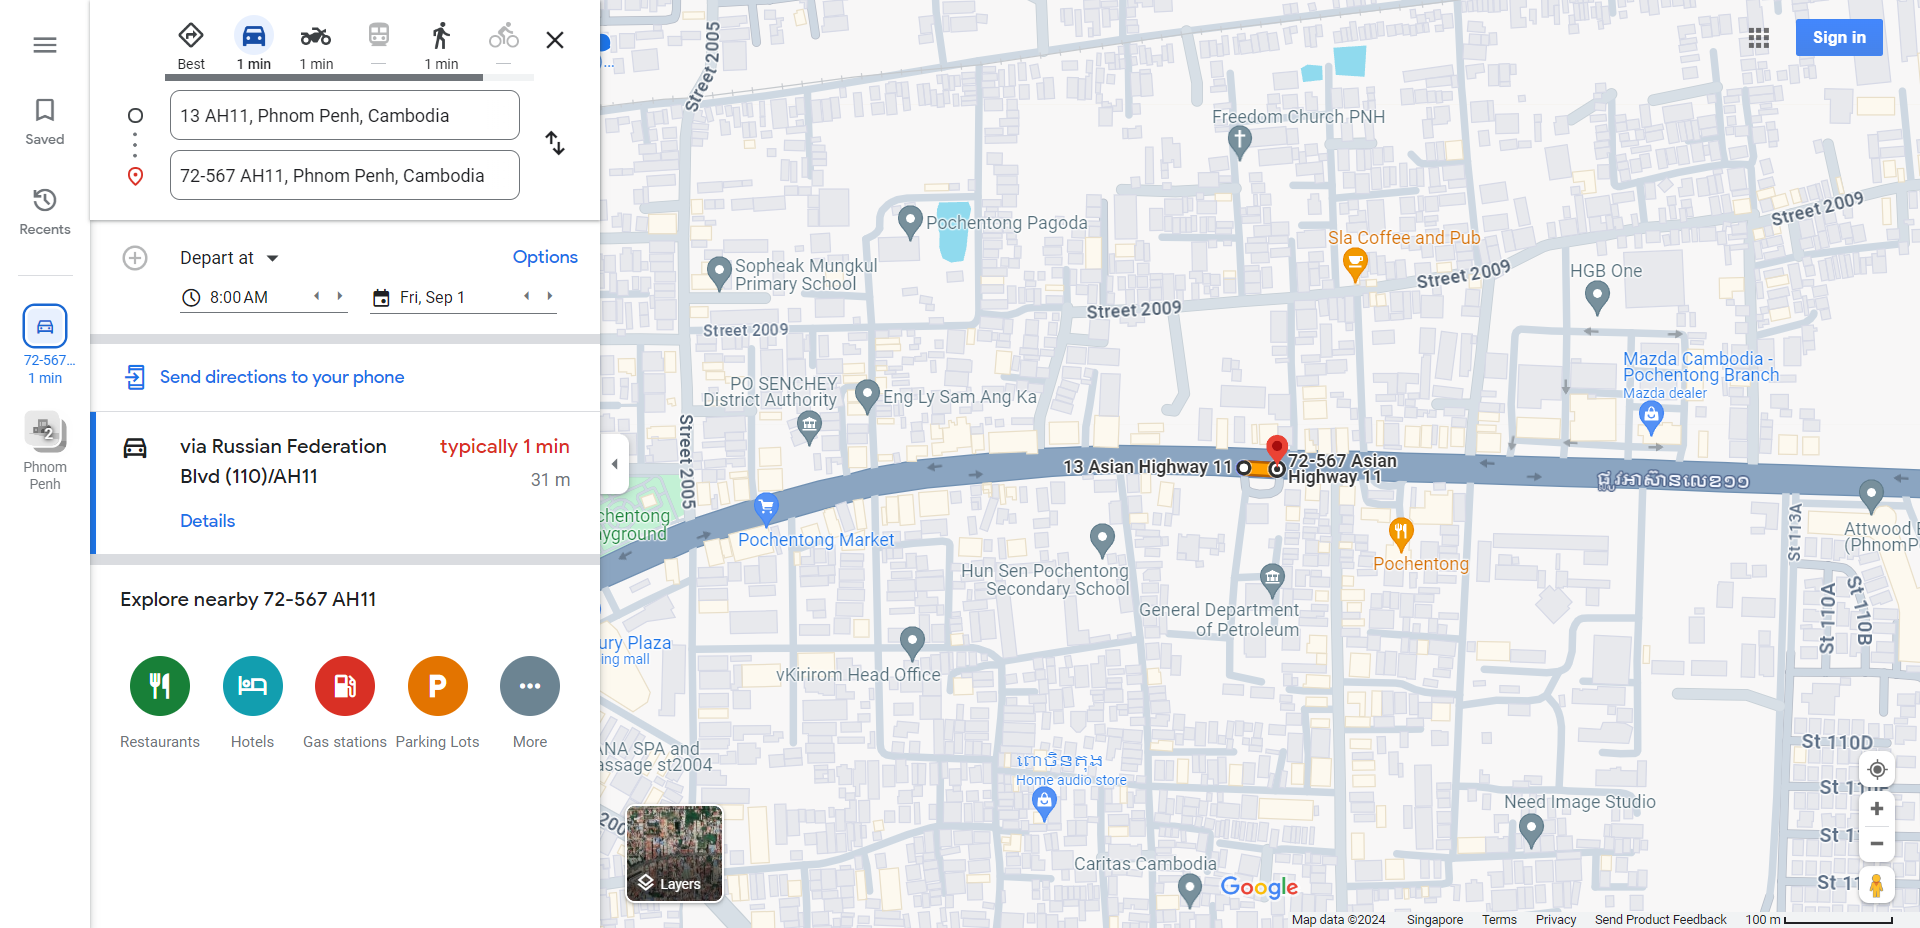 Best
1 min
1 min
1 min
13 AH11, Phnom Penh, Cambodia
72-567 AH11, Phnom Penh, Cambodia
Saved
Recents
72-567...
1 min
2
Phnom
Penh
Depart at
Options
8:00 AM
Fri, Sep 1
Send directions to your phone
via Russian Federation
Blvd (110)/AH11
typically 1 min
31 m
Details
Explore nearby 72-567 AH11
Restaurants
Hotels
Gas stations
Parking Lots
More
Sign in
Street 2005
Freedom Church PNH
Street 2009
Pochentong Pagoda
Sla Coffee and Pub
Sopheak Mungkul
Primary School
Street 2009
HGB One
Street 2009
Street 2009
Mazda Cambodia -
Pochentong Branch
Mazda dealer
PO SENCHEY
District Authority
Eng Ly Sam Ang Ka
Street 2005
13 Asian Highway 11
72-567 Asian
Highway 11
ផ្លូវអាស៊ានលេខ១១
chentong
yground
Pochentong Market
St 113A
Attwood
(PhnomP
Pochentong
Hun Sen Pochentong
Secondary School
General Department
of Petroleum
St 110A
St 110B
ury Plaza
ing mall
vKirirom Head Office
ANA SPA and
assage st2004
St 110D
ពោធិ៍ចិនតុង
Home audio store
Need Image Studio
St 1
St 11
Caritas Cambodia
Layers
Google
Map data ©2024
Singapore
Terms
Privacy
Send Product Feedback
100 m